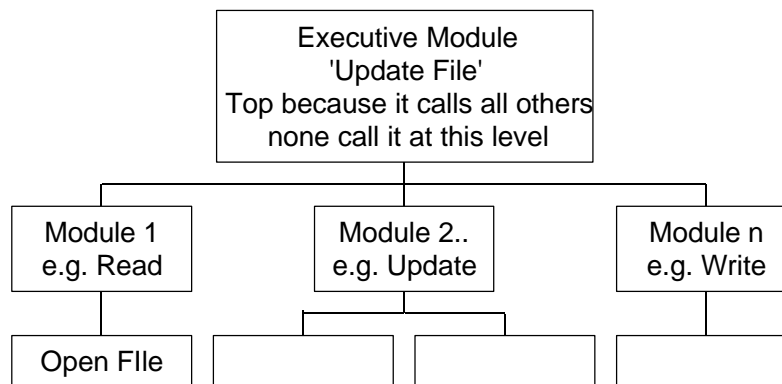 Executive Module
'Update File'
Top because it calls all others
none call it at this level
Module 1
e.g. Read
Module 2..
e.g. Update
Module n
e.g. Write
Open FIle